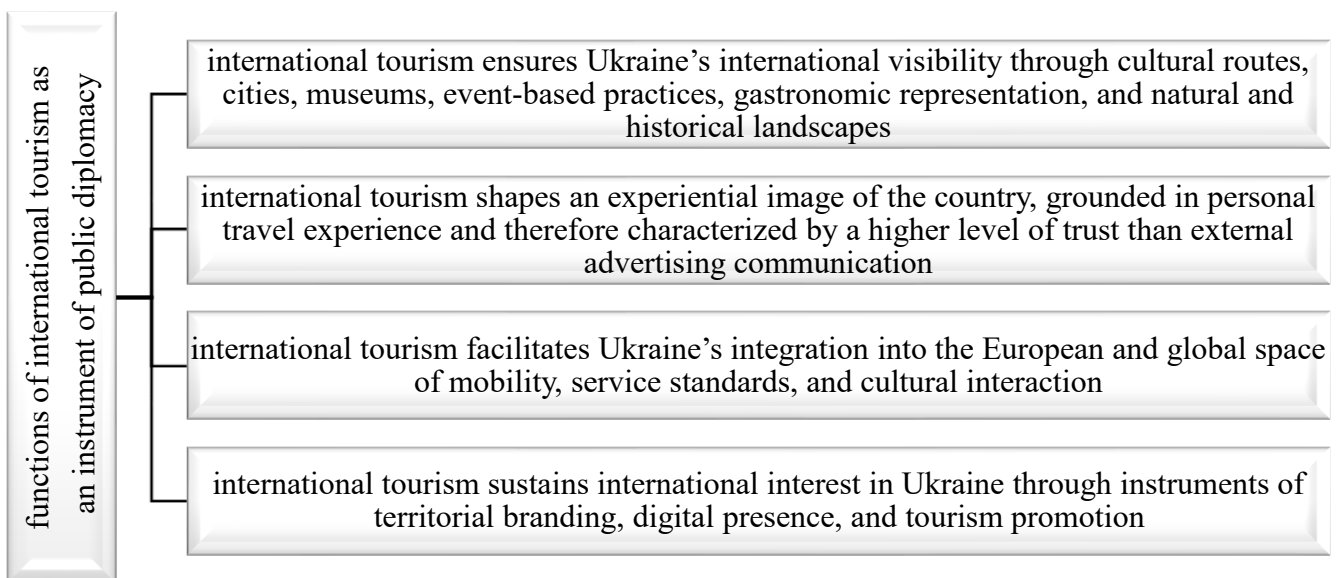 functions of international tourism as
an instrument of public diplomacy
international tourism ensures Ukraine’s international visibility through cultural routes,
cities, museums, event-based practices, gastronomic representation, and natural and
historical landscapes
international tourism shapes an experiential image of the country, grounded in personal
travel experience and therefore characterized by a higher level of trust than external
advertising communication
international tourism facilitates Ukraine’s integration into the European and global space
of mobility, service standards, and cultural interaction
international tourism sustains international interest in Ukraine through instruments of
territorial branding, digital presence, and tourism promotion